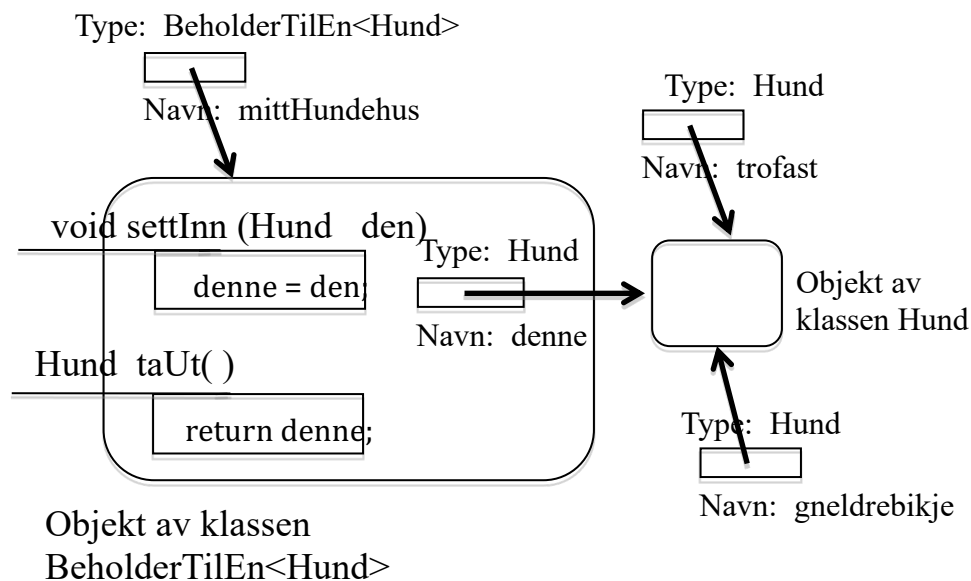 Type: BeholderTilEn<Hund>
Navn: mittHundehus
Type: Hund
Navn: trofast
void settInn (Hund den)
denne = den;
Type: Hund
Navn: denne
Objekt av
klassen Hund
Hund taUt( )
return denne;
Type: Hund
Navn: gneldrebikje
Objekt av klassen
BeholderTilEn<Hund>